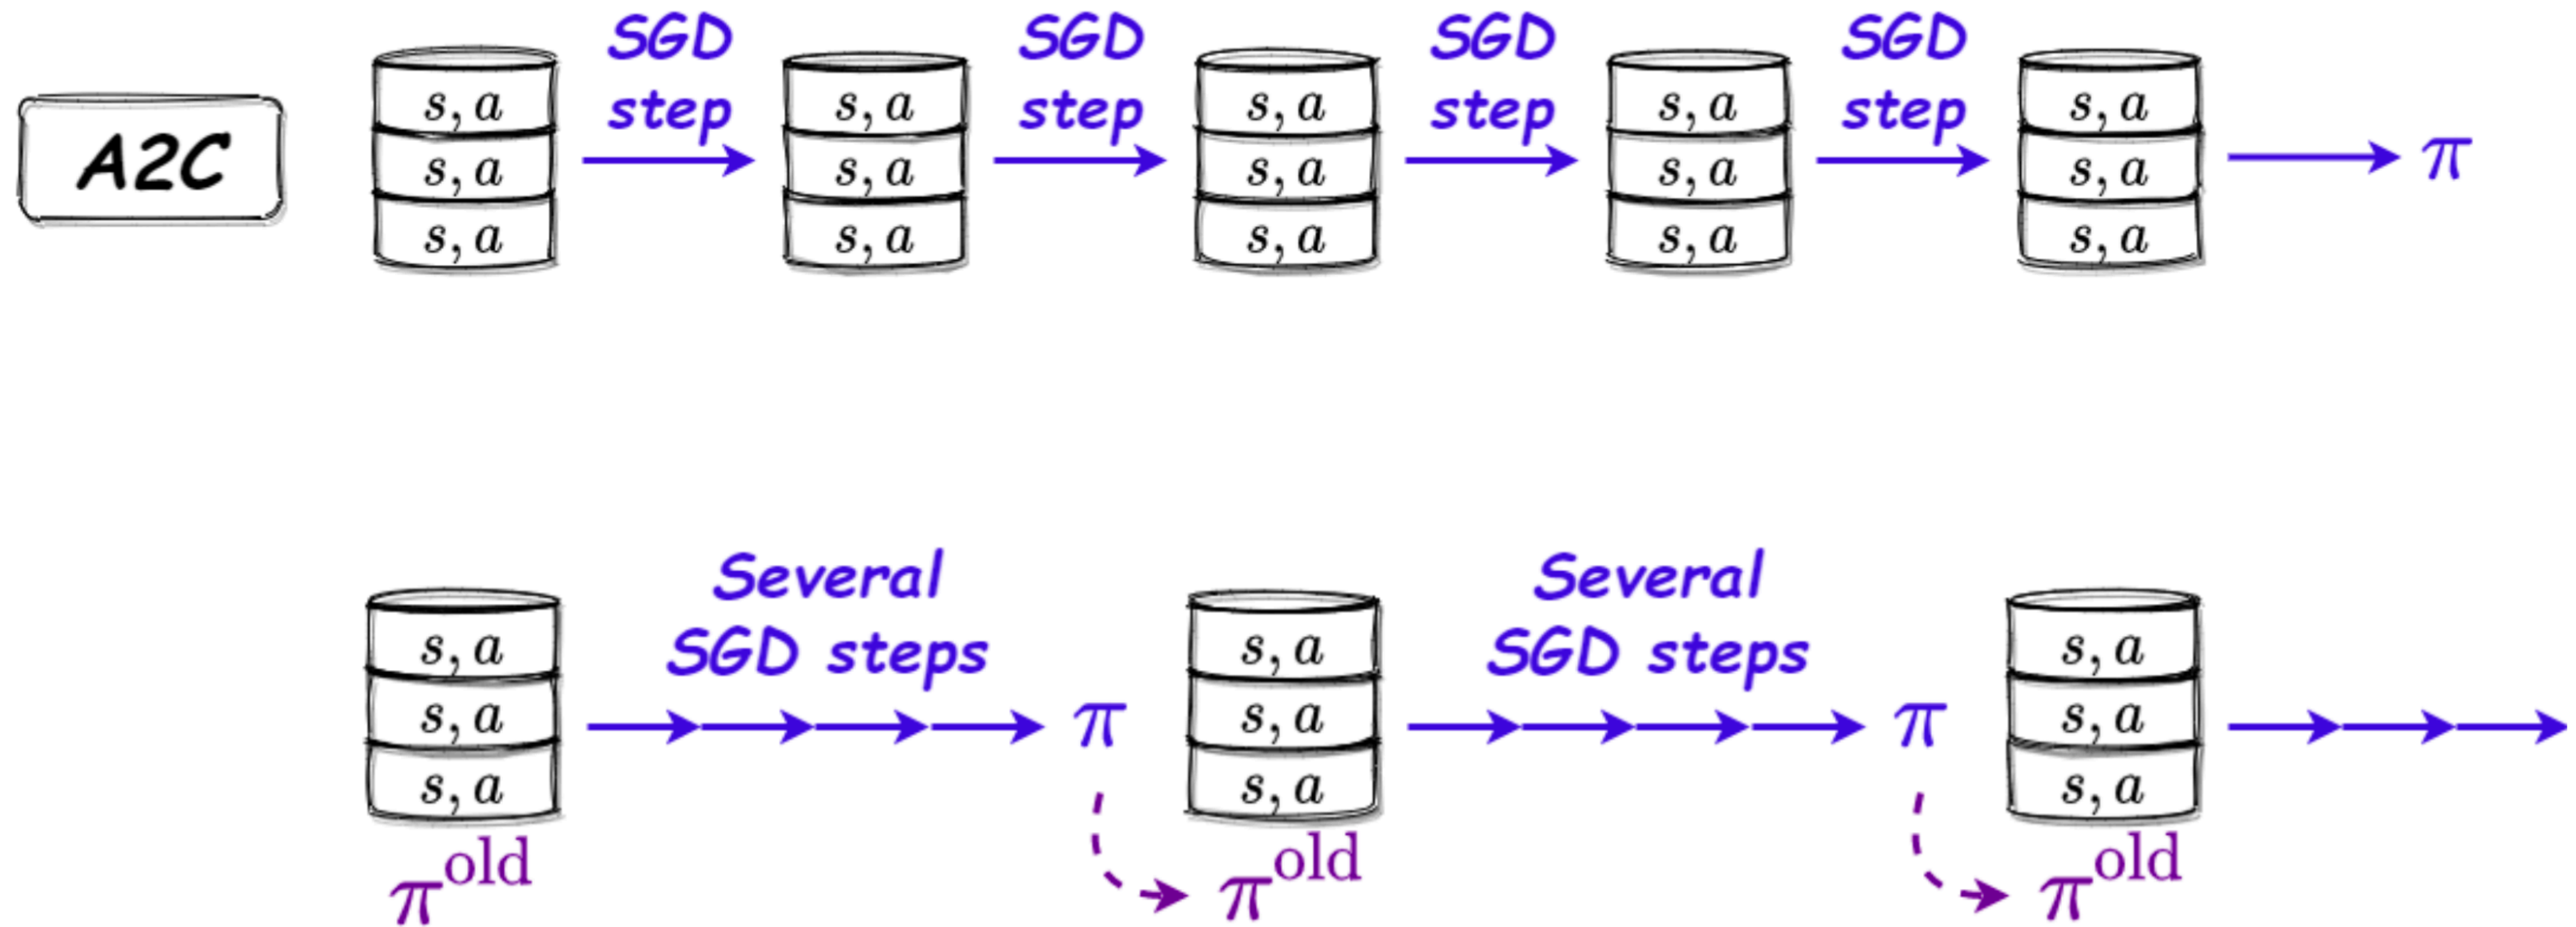 SGD SGD SGD SGD
step step step step
A2C
s, a s, a s, a s, a s, a
s, a s, a s, a s, a s, a
s, a s, a s, a s, a s, a
π
Several Several
SGD steps SGD steps
s, a s, a s, a
s, a π s, a π s, a
s, a s, a s, a
π^old π^old π^old